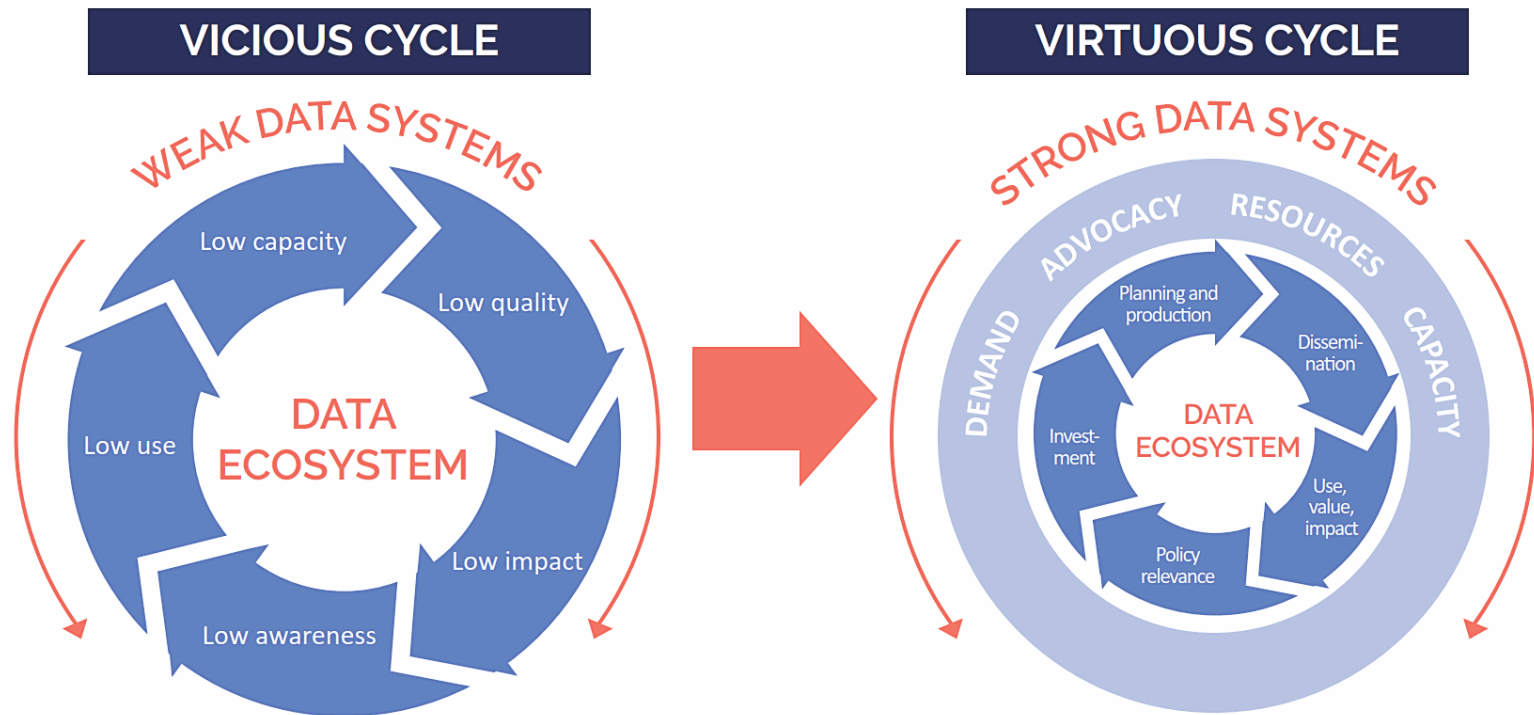 VICIOUS CYCLE
WEAK DATA SYSTEMS
Low capacity
Low quality
Low impact
Low awareness
Low use
DATA
ECOSYSTEM
VIRTUOUS CYCLE
STRONG DATA SYSTEMS
DEMAND
ADVOCACY
RESOURCES
CAPACITY
Planning and
production
Dissemi-
nation
Use,
value,
impact
Policy
relevance
Invest-
ment
DATA
ECOSYSTEM